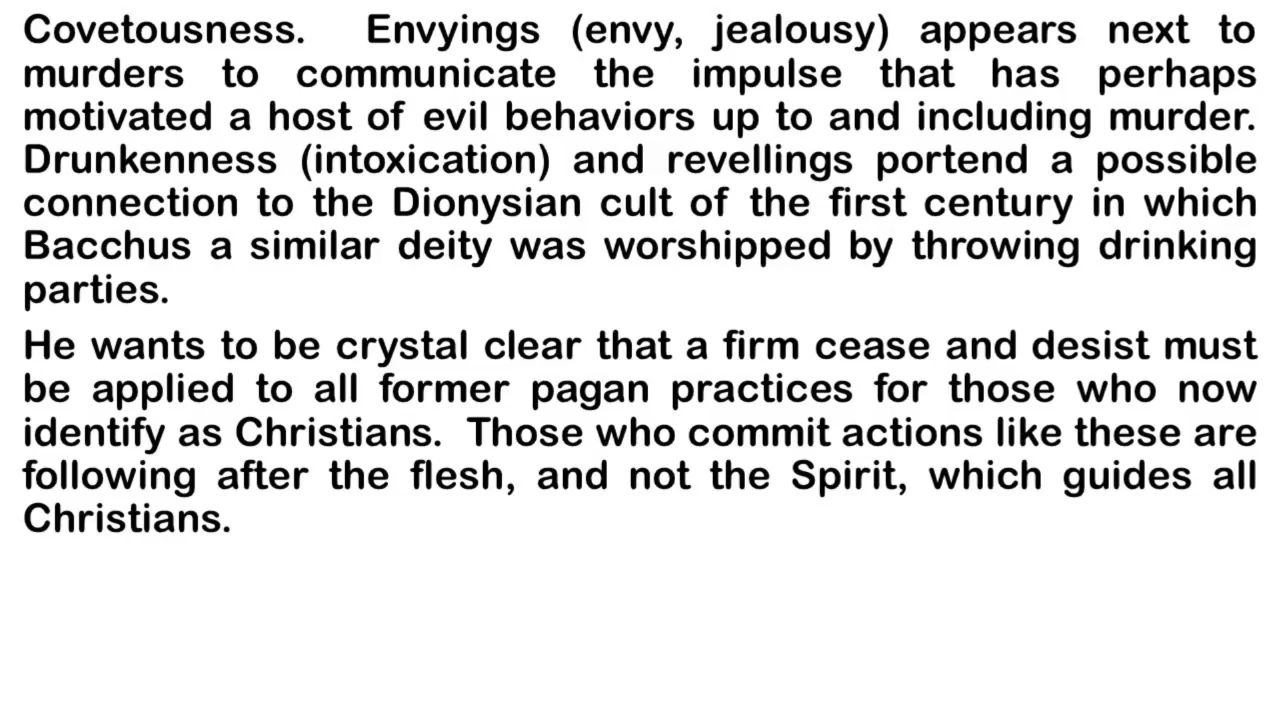 Covetousness. Envyings (envy, jealousy) appears next to
murders to communicate the impulse that has perhaps
motivated a host of evil behaviors up to and including murder.
Drunkenness (intoxication) and revellings portend a possible
connection to the Dionysian cult of the first century in which
Bacchus a similar deity was worshipped by throwing drinking
parties.
He wants to be crystal clear that a firm cease and desist must
be applied to all former pagan practices for those who now
identify as Christians. Those who commit actions like these are
following after the flesh, and not the Spirit, which guides all
Christians.